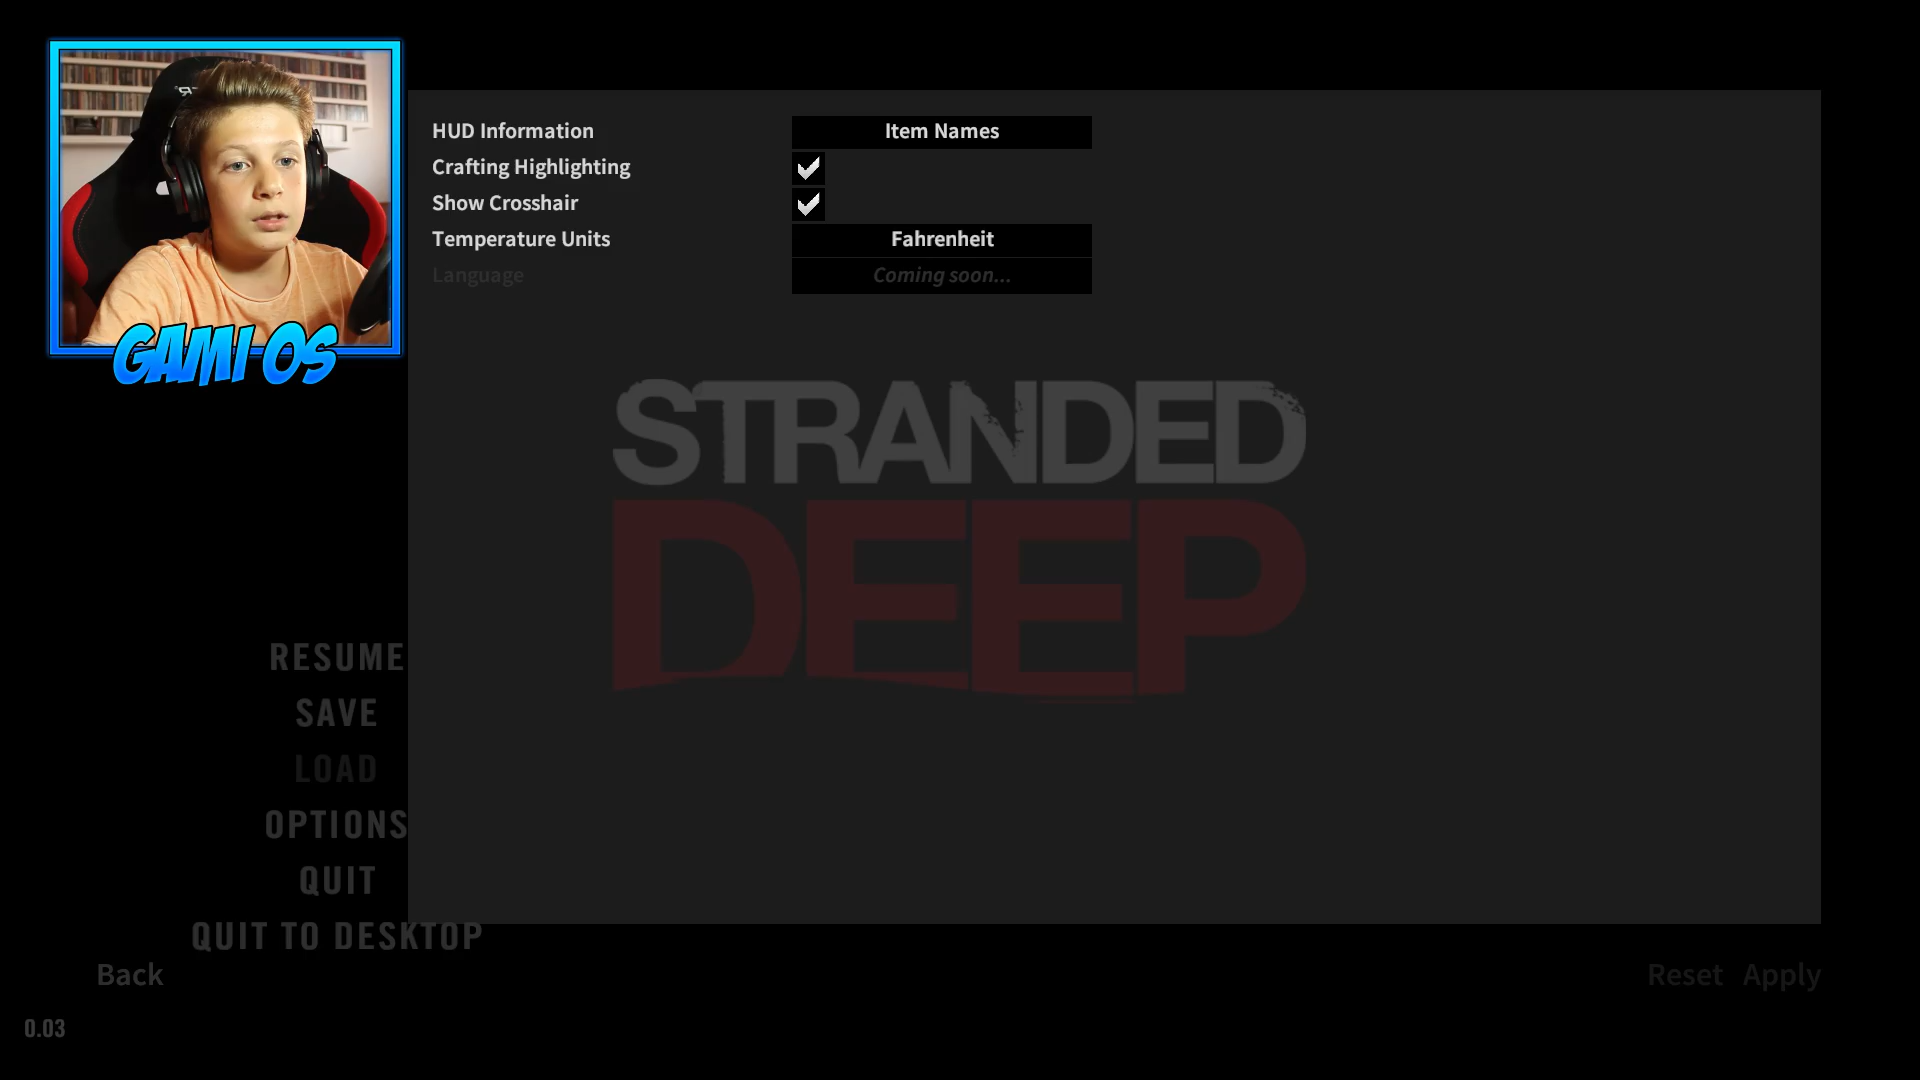 HUD Information Item Names
Crafting Highlighting
Show Crosshair
Temperature Units Fahrenheit
Language Coming soon...
GAMI OS
STRANDED
DEEP
RESUME
SAVE
LOAD
OPTIONS
QUIT
QUIT TO DESKTOP
Back Reset Apply
0.03